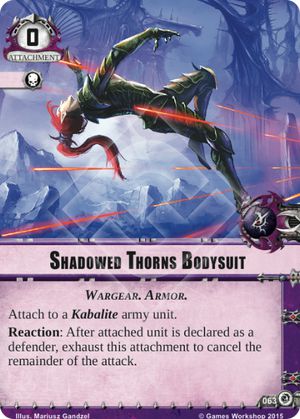 0
ATTACHMENT
SHADOWED THORNS BODYSUIT
WARGEAR. ARMOR.
Attach to a Kabalite army unit.
Reaction: After attached unit is declared as a
defender, exhaust this attachment to cancel the
remainder of the attack.
063
Illus. Mariusz Gandzel
© Games Workshop 2015